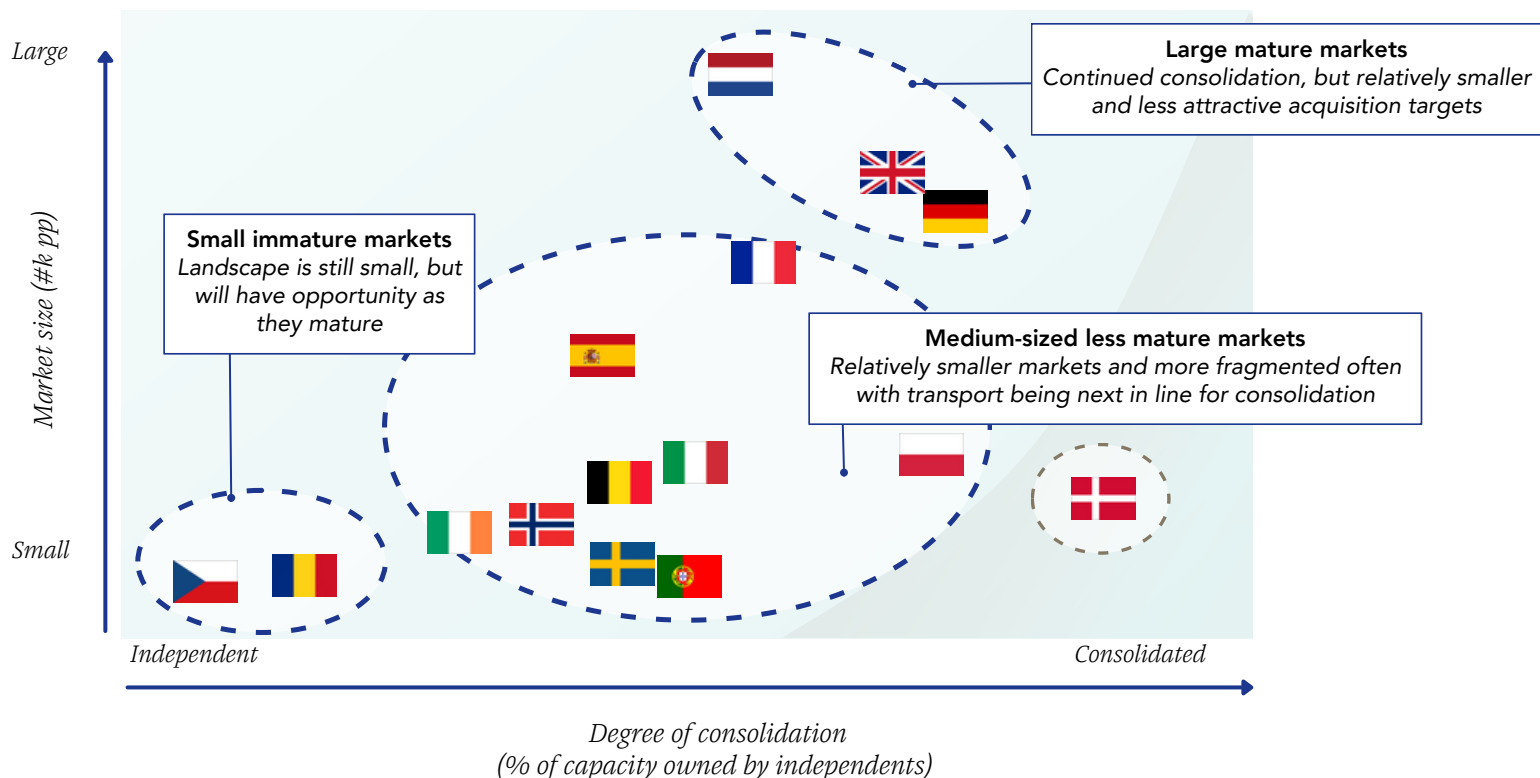 Large
Large mature markets
Continued consolidation, but relatively smaller
and less attractive acquisition targets
Market size (#k pp)
Small immature markets
Landscape is still small, but
will have opportunity as
they mature
Medium-sized less mature markets
Relatively smaller markets and more fragmented often
with transport being next in line for consolidation
Small
Independent
Consolidated
Degree of consolidation
(% of capacity owned by independents)